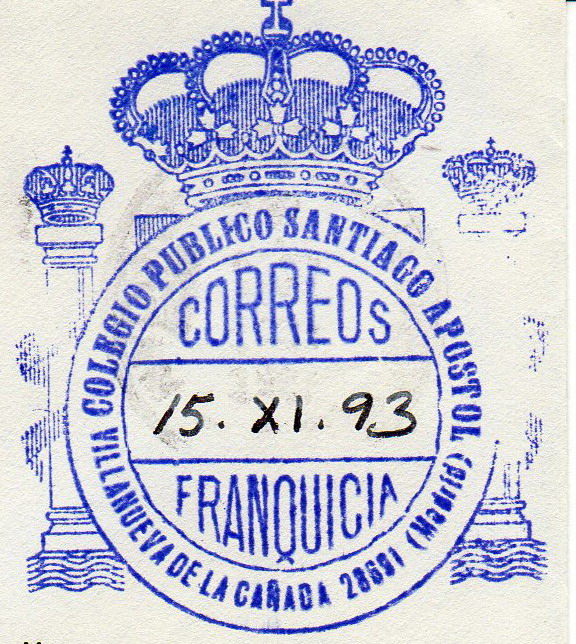 COLEGIO PUBLICO SANTIAGO APOSTOL
CORREOS
15. XI. 93
FRANQUICIA
VILLANUEVA DE LA CAÑADA 28691 (Madrid)